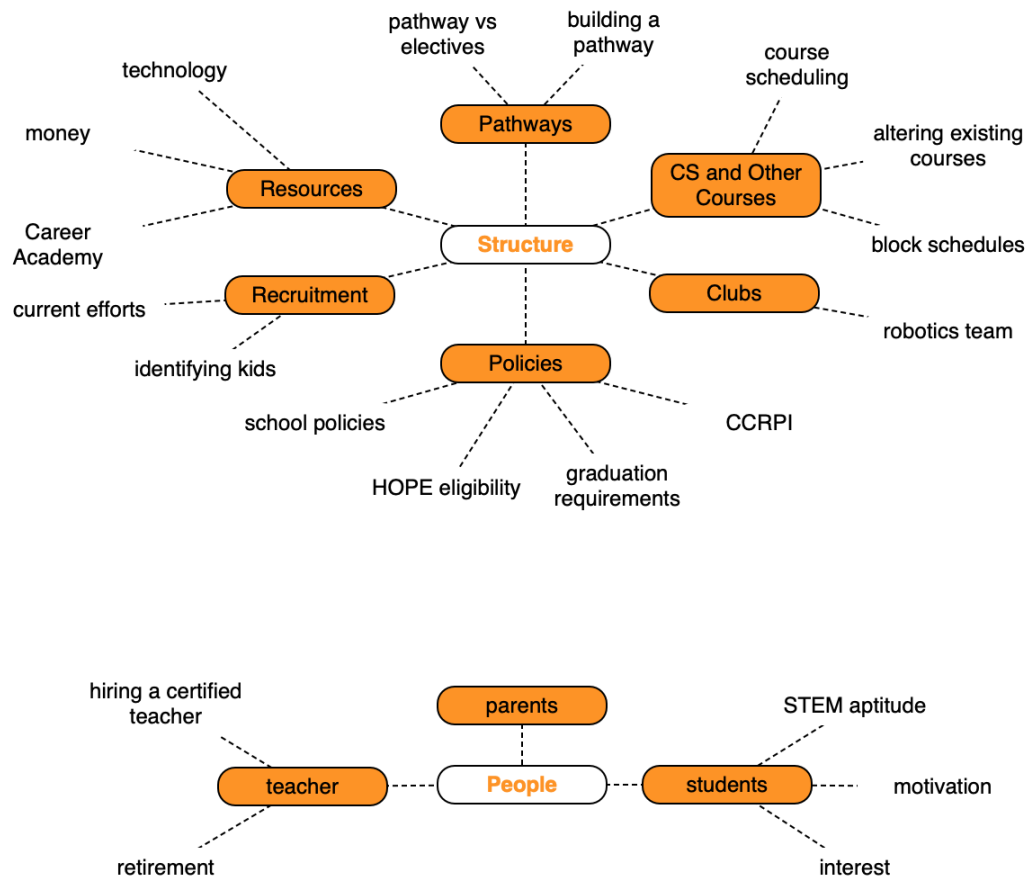 pathway vs
electives
building a
pathway
course
scheduling
technology
money
Pathways
altering existing
courses
Resources
CS and Other
Courses
Career
Academy
Structure
block schedules
current efforts
Recruitment
Clubs
robotics team
identifying kids
Policies
school policies
CCRPI
HOPE eligibility
graduation
requirements
hiring a certified
teacher
parents
STEM aptitude
teacher
People
students
motivation
retirement
interest